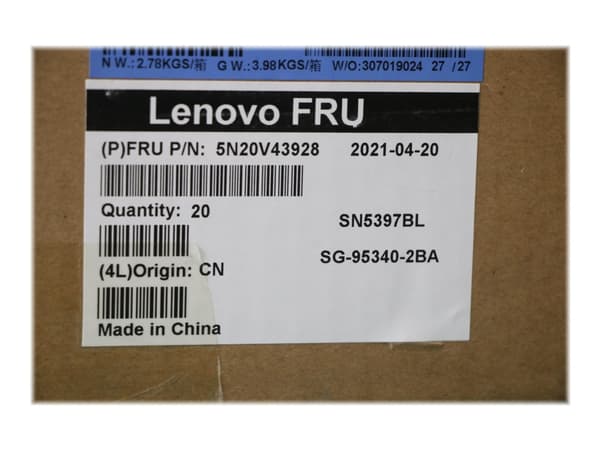 N W.: 2.78KGS/箱 G W.: 3.98KGS/箱 W/O:307019024 27 /27
Lenovo FRU
(P)FRU P/N: 5N20V43928 2021-04-20
Quantity: 20
SN5397BL
SG-95340-2BA
(4L)Origin: CN
Made in China